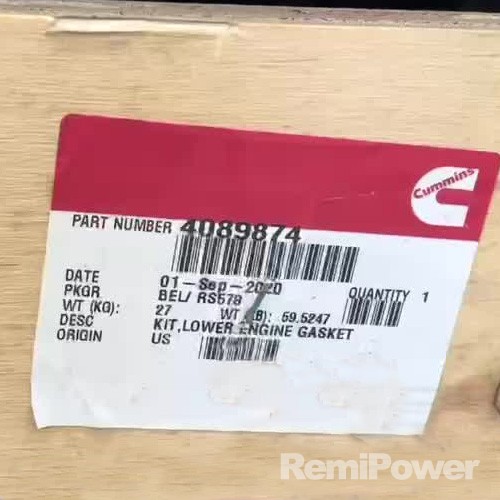 Cummins
PART NUMBER 4089874
DATE 01-Sep-2020
PKGR BEL/ RS578 QUANTITY 1
WT (KG): 27 WT (LB): 59.5247
DESC KIT,LOWER ENGINE GASKET
ORIGIN US
RemiPower